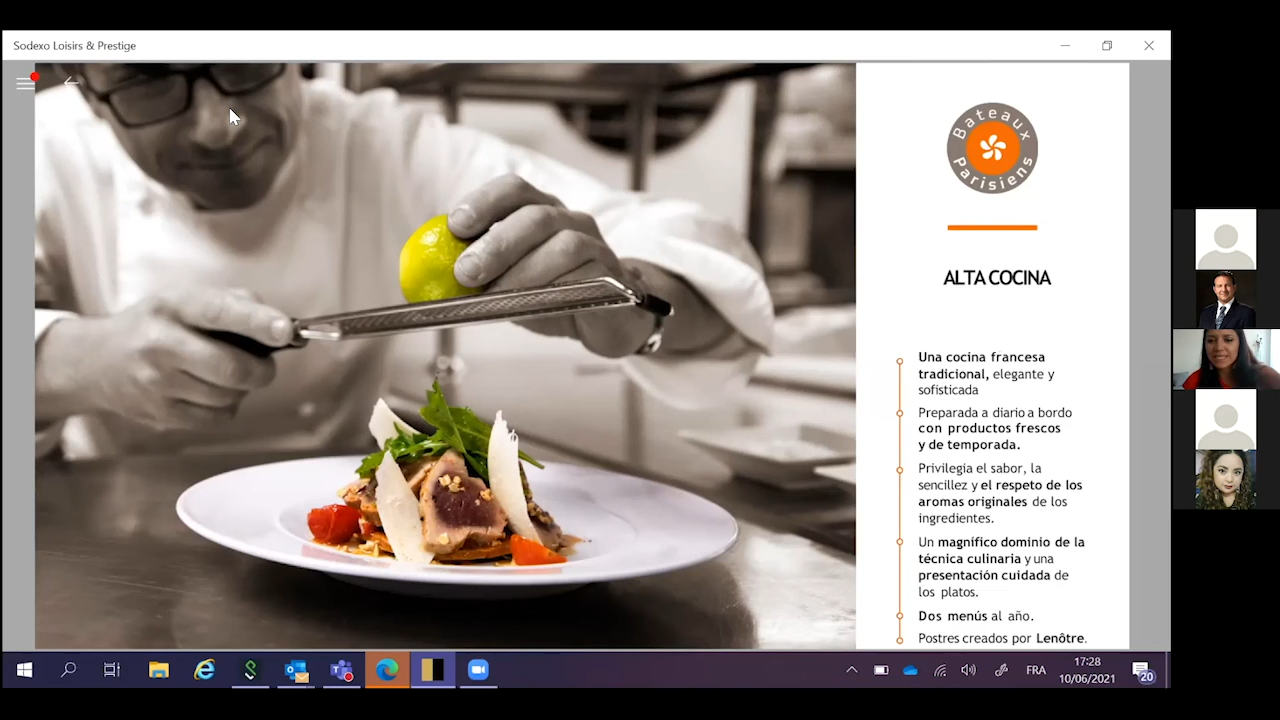 Sodexo Loisirs & Prestige
Bateaux
Parisiens
ALTA COCINA
Una cocina francesa
tradicional, elegante y
sofisticada
Preparada a diario a bordo
con productos frescos
y de temporada.
Privilegia el sabor, la
sencillez y el respeto de los
aromas originales de los
ingredientes.
Un magnífico dominio de la
técnica culinaria y una
presentación cuidada de
los platos.
Dos menús al año.
Postres creados por Lenôtre.
FRA
17:28
10/06/2021
20